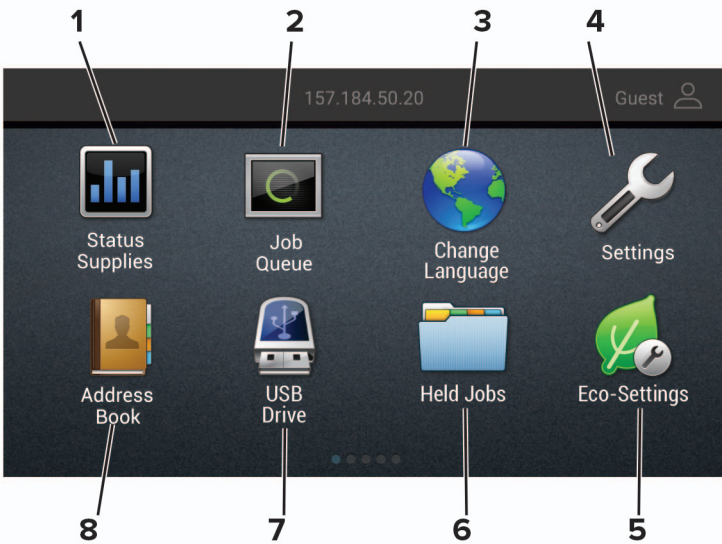 1 2 3 4
157.184.50.20 Guest
Status
Supplies
Job
Queue
Change
Language
Settings
Address
Book
USB
Drive
Held Jobs
Eco-Settings
8 7 6 5